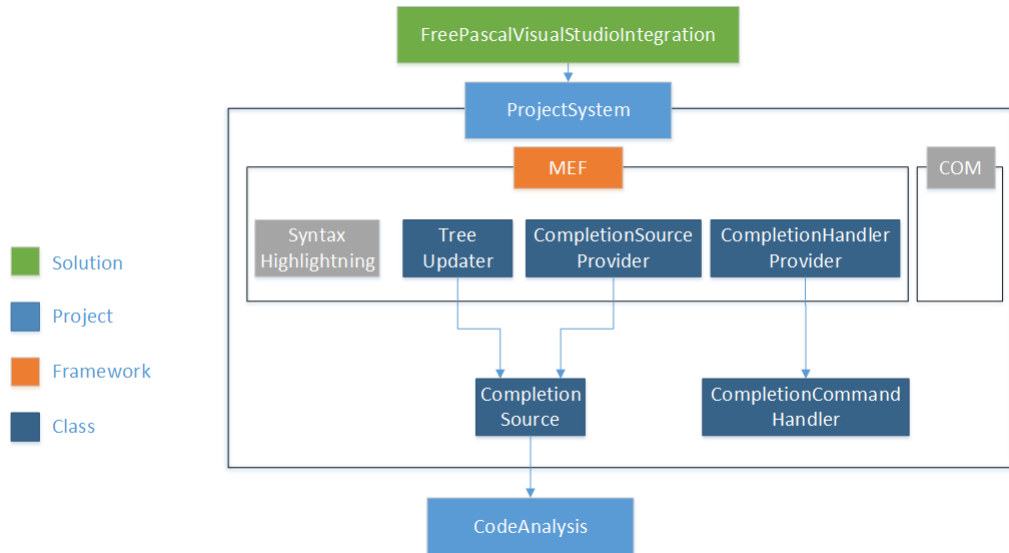 FreePascalVisualStudioIntegration
ProjectSystem
MEF
COM
Syntax
Highlightning
Tree
Updater
CompletionSource
Provider
CompletionHandler
Provider
Solution
Project
Framework
Class
Completion
Source
CompletionCommand
Handler
CodeAnalysis